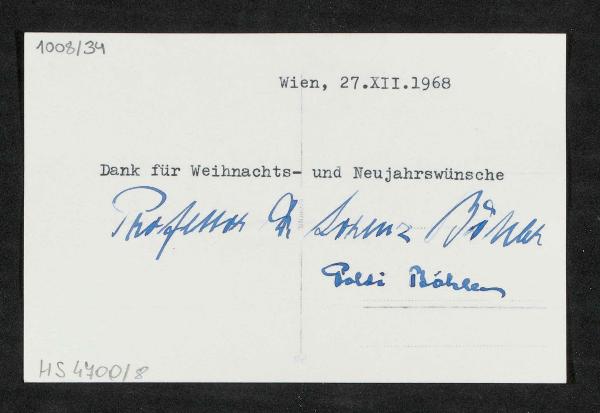 1008/34
Wien, 27.XII.1968
Dank für Weihnachts- und Neujahrswünsche
Professor Dr Lorenz Böhler
Poldi Böhler
HS 4700/8